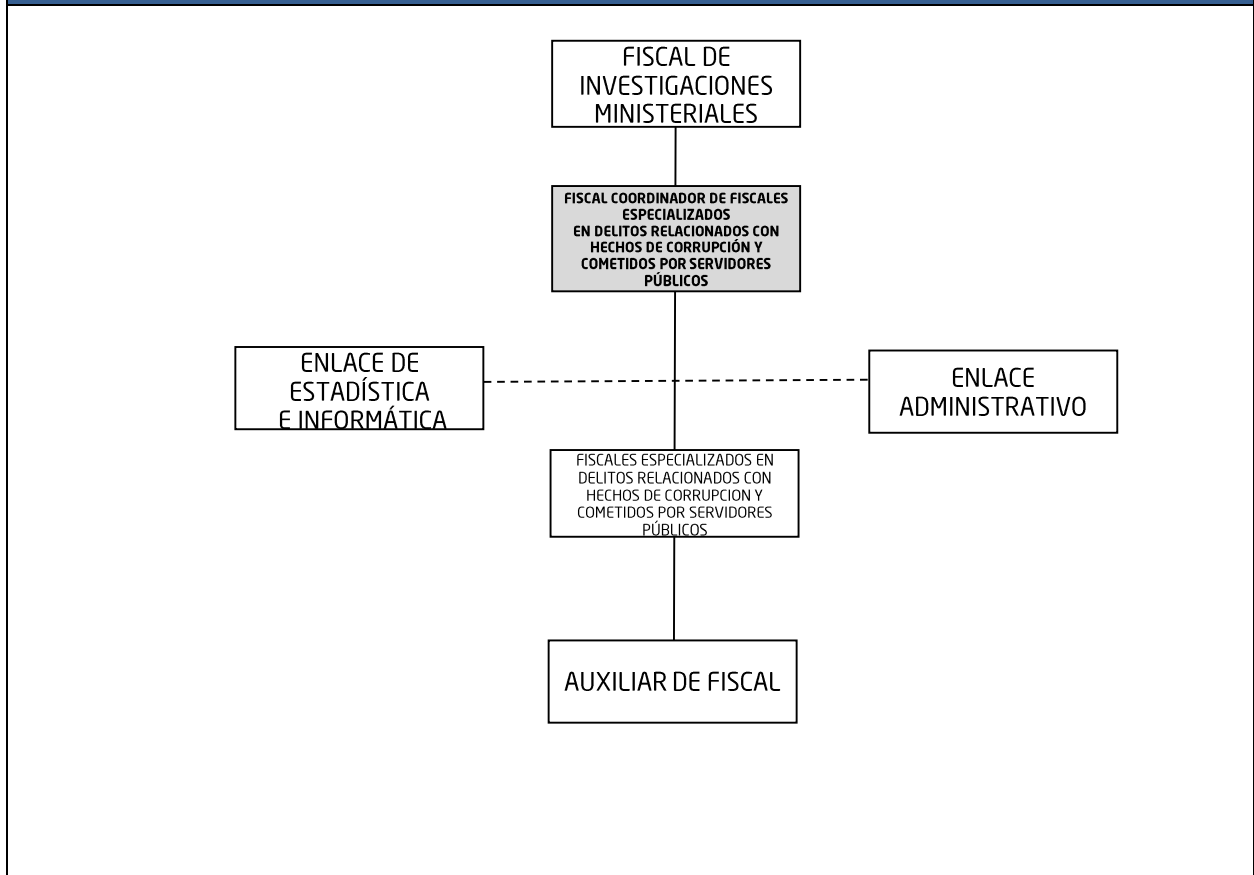 FISCAL DE
INVESTIGACIONES
MINISTERIALES
FISCAL COORDINADOR DE FISCALES
ESPECIALIZADOS
EN DELITOS RELACIONADOS CON
HECHOS DE CORRUPCIÓN Y
COMETIDOS POR SERVIDORES
PÚBLICOS
ENLACE DE
ESTADÍSTICA
E INFORMÁTICA
ENLACE
ADMINISTRATIVO
FISCALES ESPECIALIZADOS EN
DELITOS RELACIONADOS CON
HECHOS DE CORRUPCION Y
COMETIDOS POR SERVIDORES
PÚBLICOS
AUXILIAR DE FISCAL